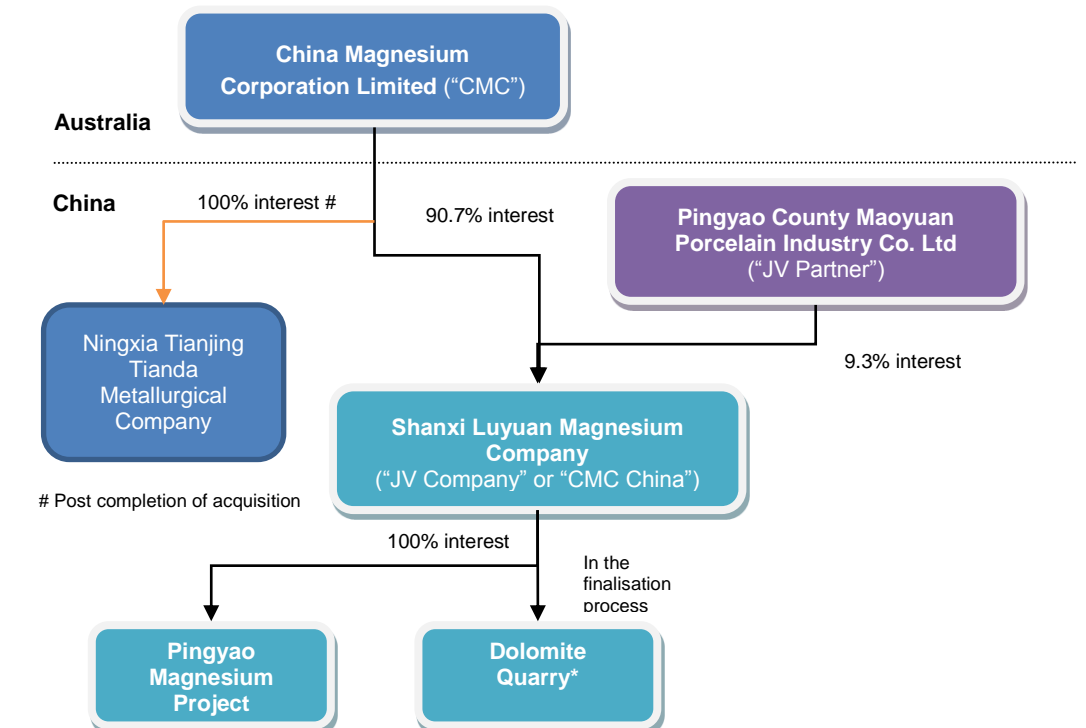 China Magnesium
Corporation Limited (“CMC”)
Australia
China
100% interest #
90.7% interest
Pingyao County Maoyuan
Porcelain Industry Co. Ltd
(“JV Partner”)
Ningxia Tianjing
Tianda
Metallurgical
Company
9.3% interest
Shanxi Luyuan Magnesium
Company
(“JV Company” or “CMC China”)
# Post completion of acquisition
100% interest
In the
finalisation
process
Pingyao
Magnesium
Project
Dolomite
Quarry*